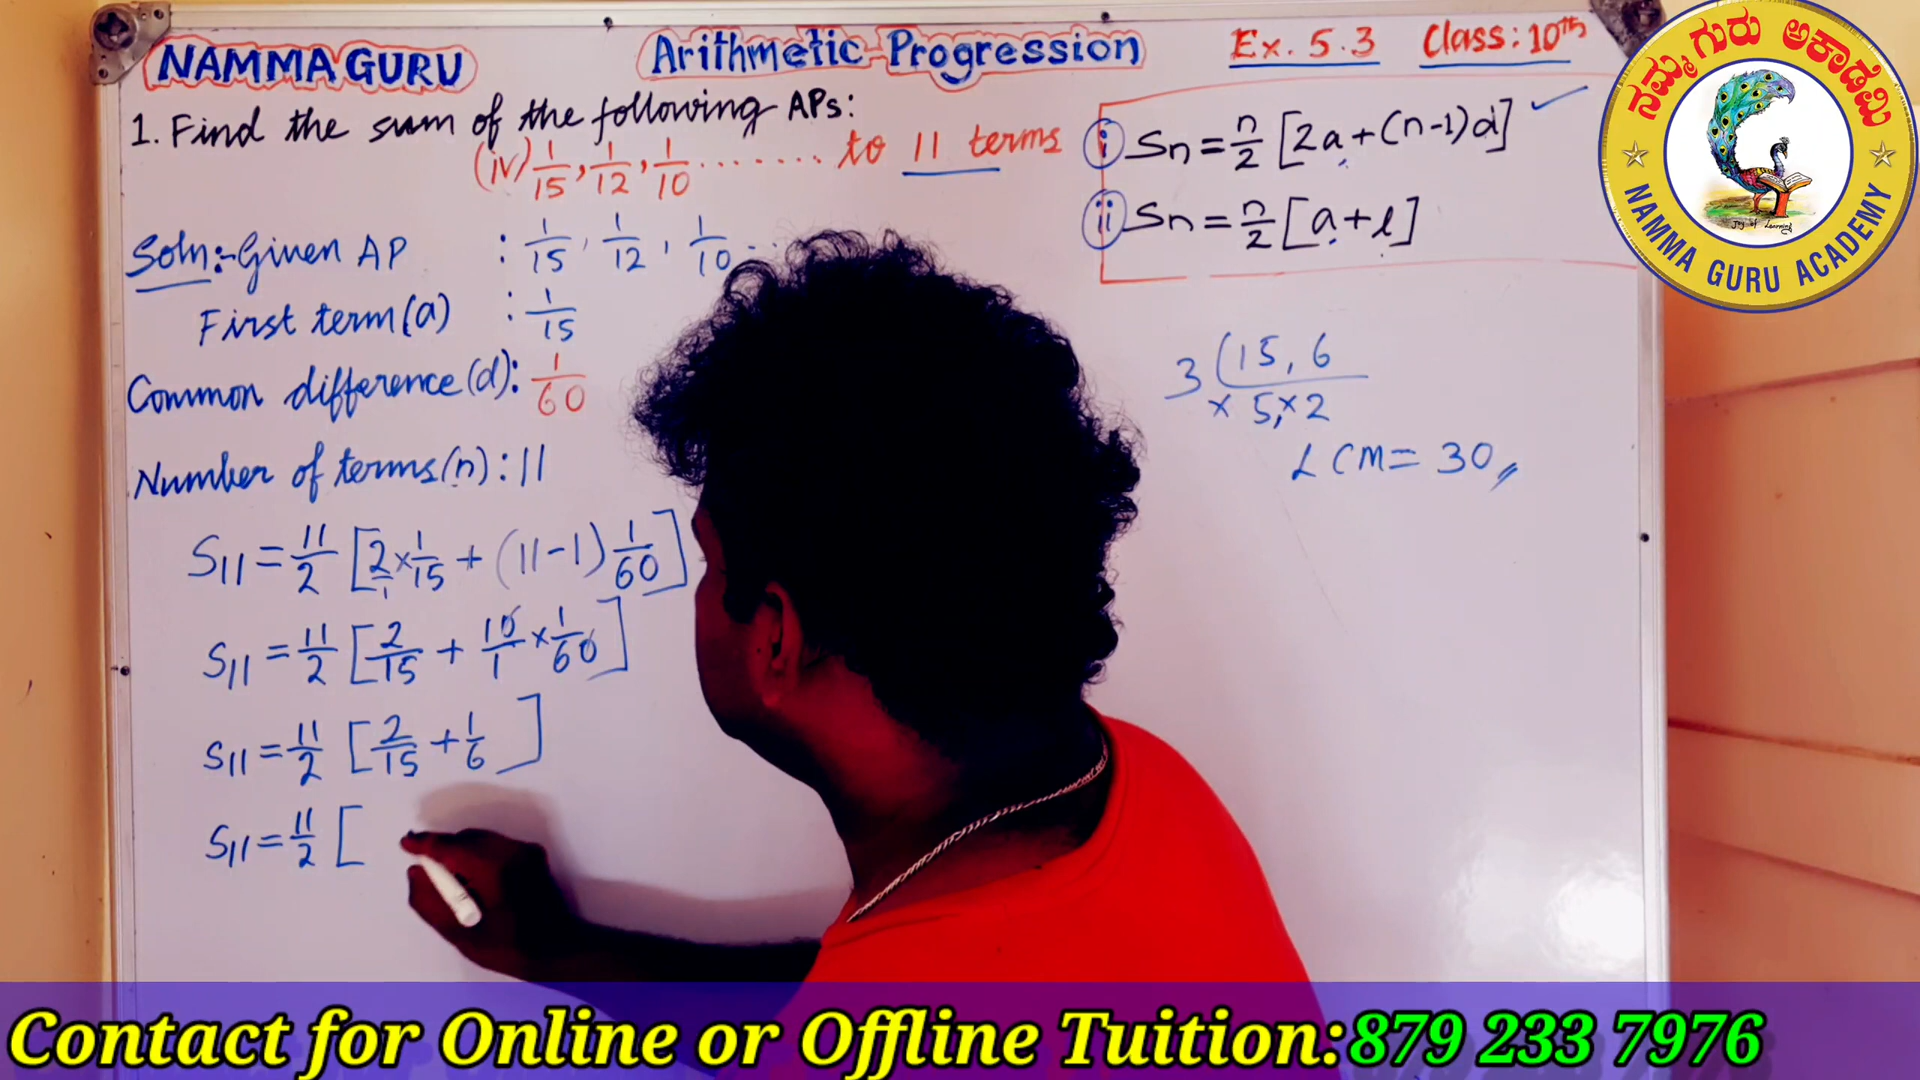 NAMMA GURU
Arithmetic Progression
Ex. 5.3 Class: 10th
1. Find the sum of the following APs:
(iv) 1/15, 1/12, 1/10 ........ to 11 terms
(i) Sn = n/2 [2a + (n-1)d] ✓
(ii) Sn = n/2 [a + l]
Soln:- Given AP : 1/15, 1/12, 1/10 ...
First term (a) : 1/15
Common difference (d): 1/60
Number of terms (n) : 11
S11 = 11/2 [2/1 × 1/15 + (11-1) 1/60]
S11 = 11/2 [2/15 + 10/1 × 1/60]
S11 = 11/2 [2/15 + 1/6]
S11 = 11/2 [
3 ( 15, 6
× 5, × 2
LCM = 30,,
ನಮ್ಮ ಗುರು ಅಕಾಡೆಮಿ
Joy of Learning
NAMMA GURU ACADEMY
Contact for Online or Offline Tuition: 879 233 7976